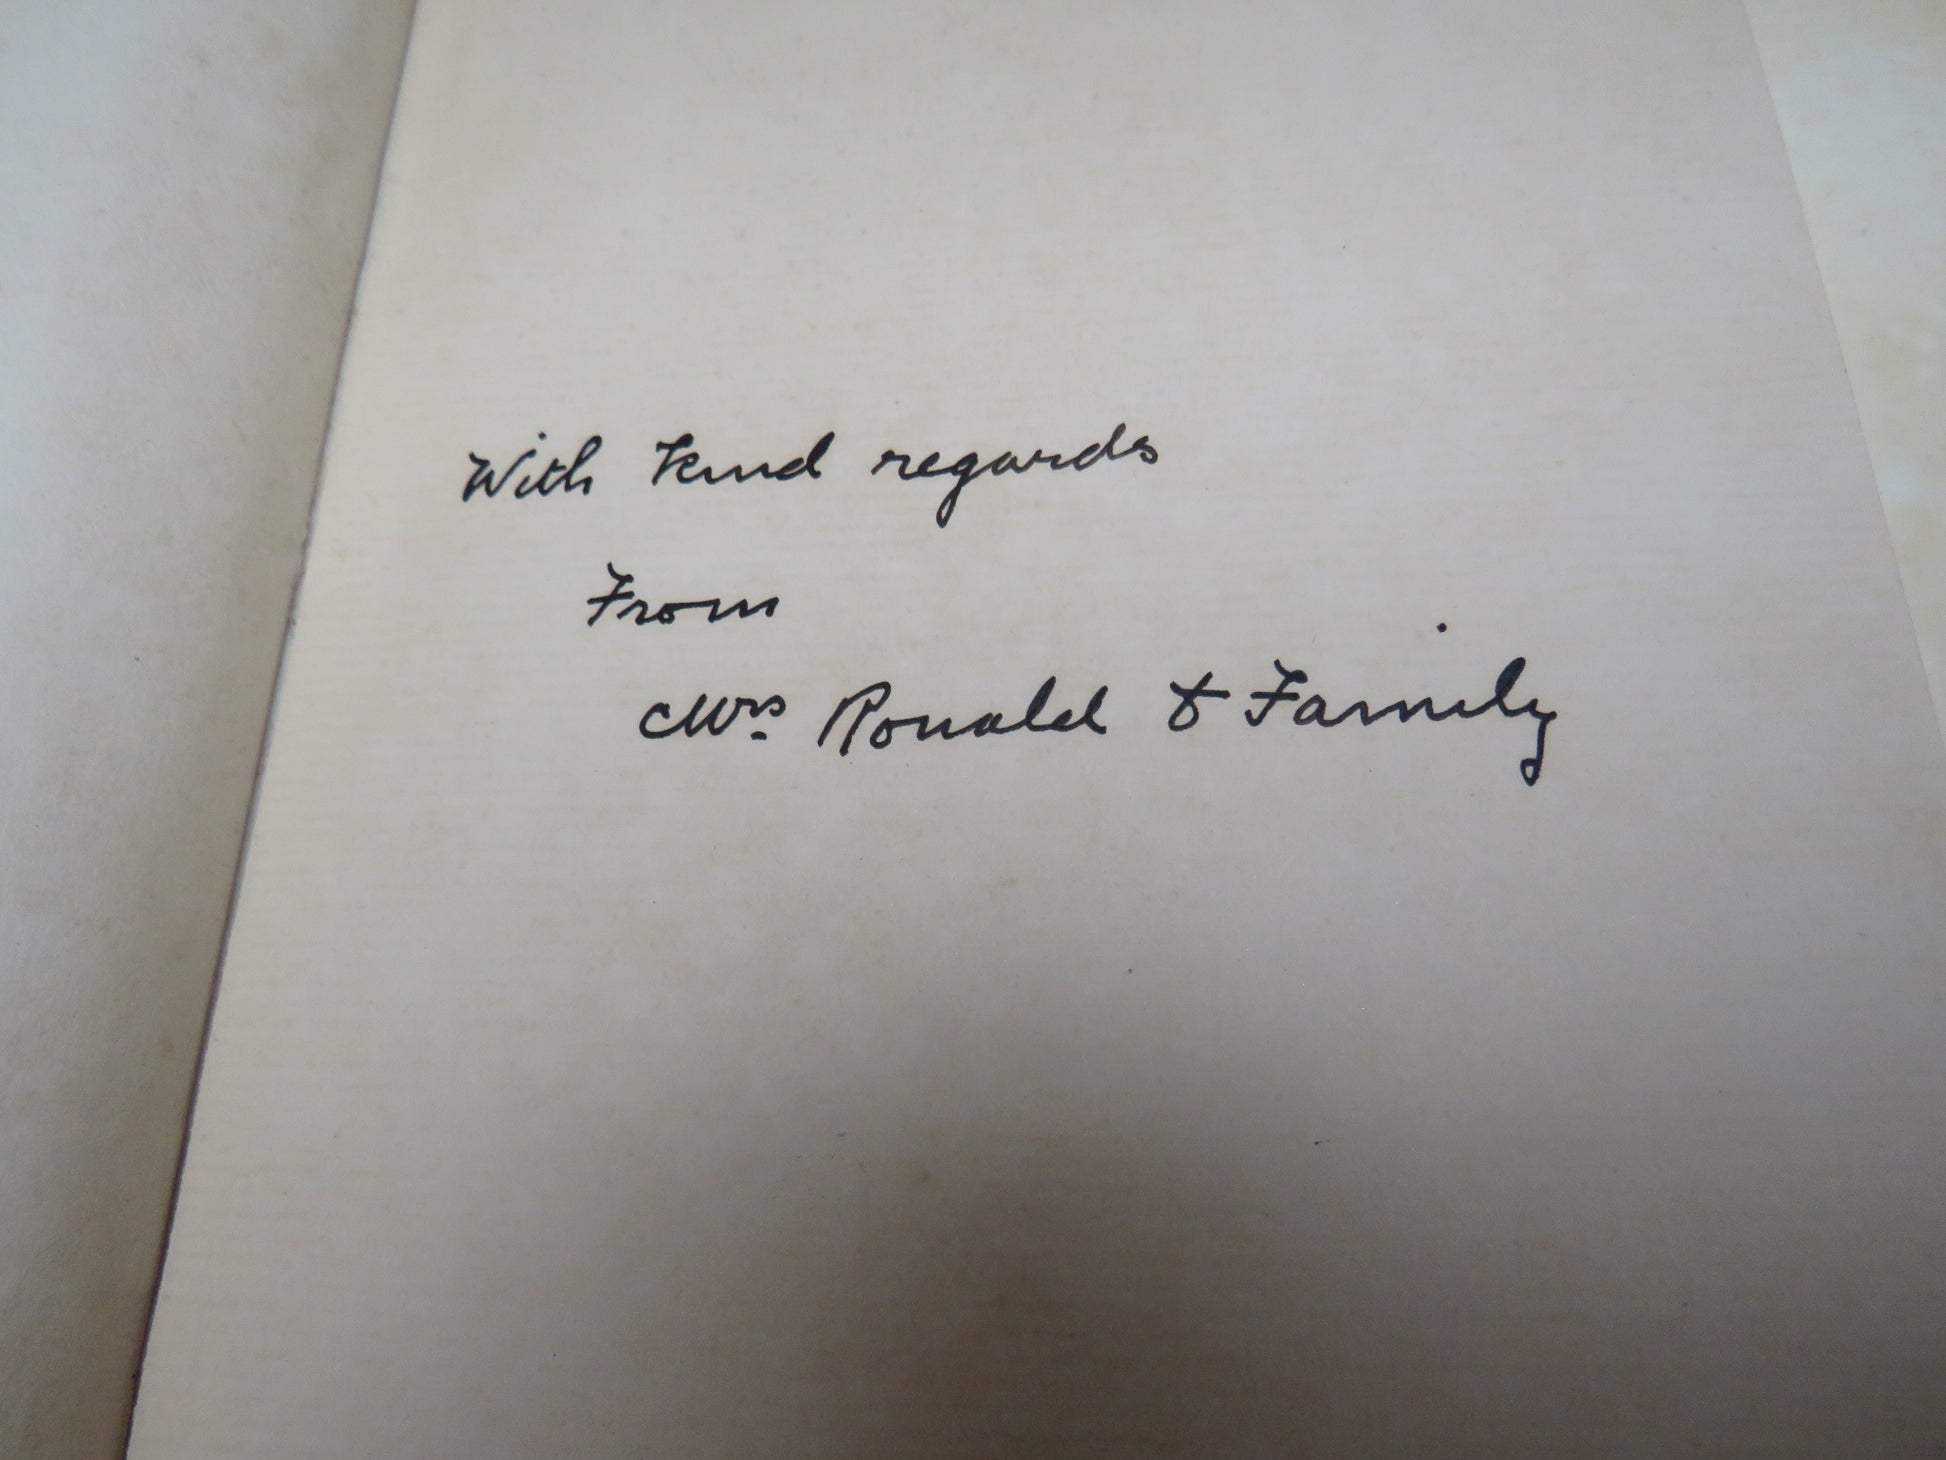 With kind regards
From
Mrs Ronald & Family